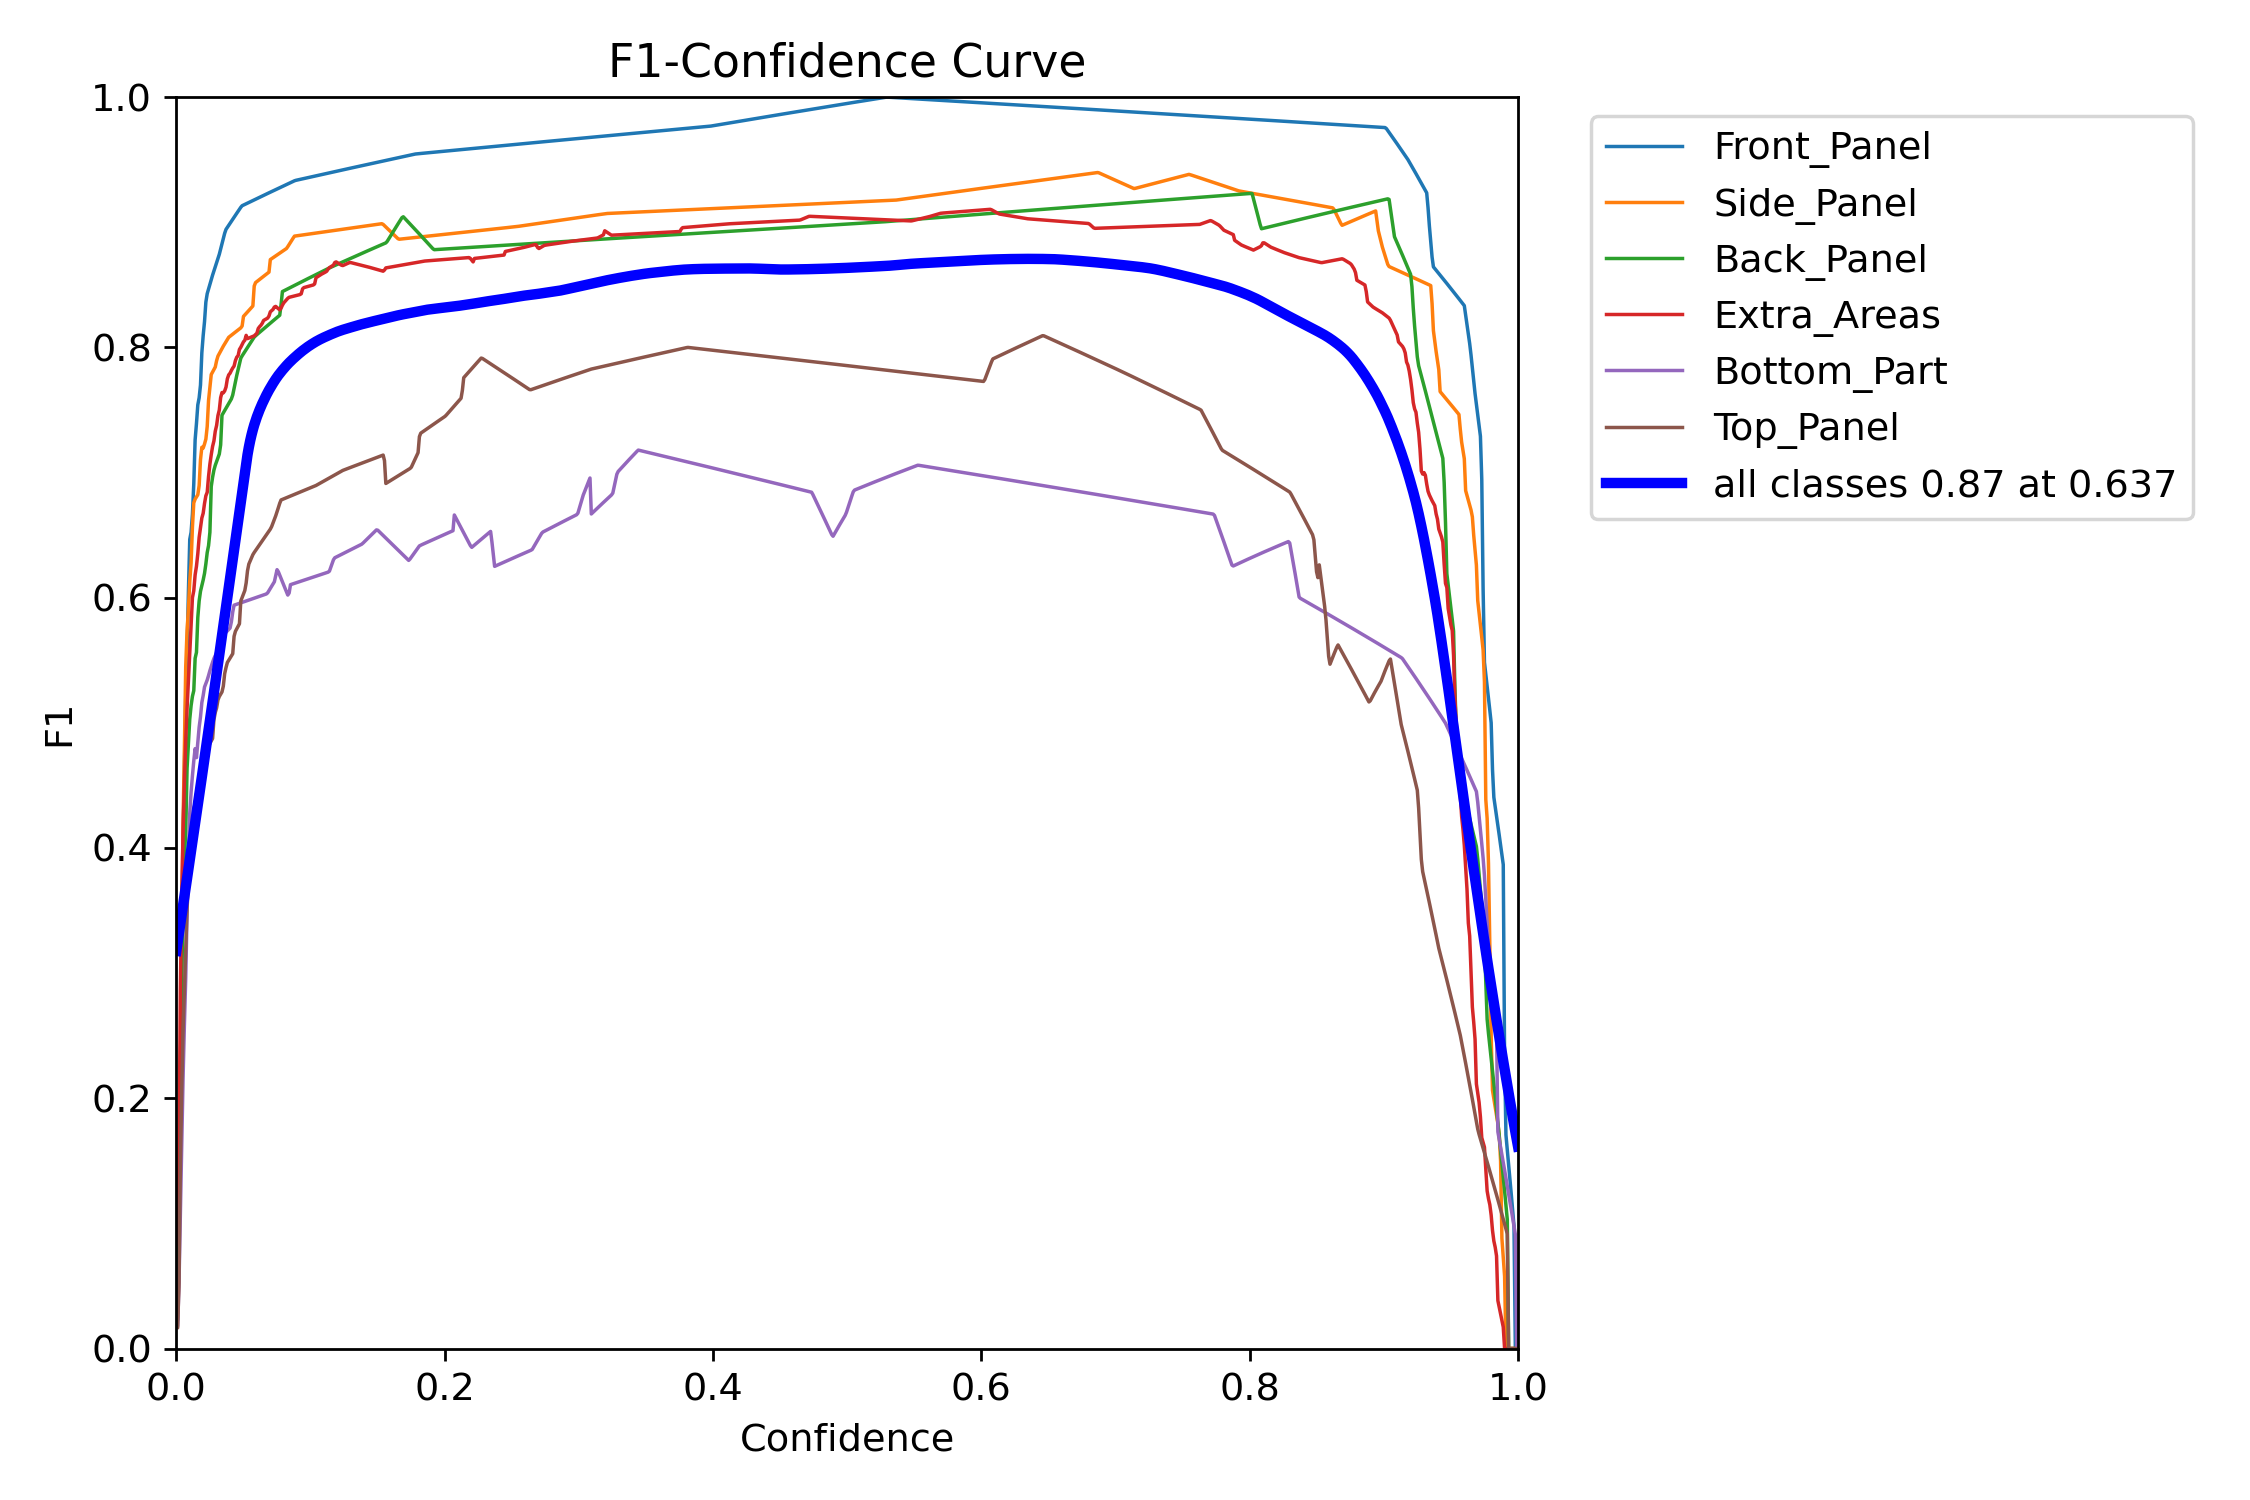 F1-Confidence Curve
1.0
0.8
0.6
0.4
0.2
0.0
F1
0.0 0.2 0.4 0.6 0.8 1.0
Confidence
Front_Panel
Side_Panel
Back_Panel
Extra_Areas
Bottom_Part
Top_Panel
all classes 0.87 at 0.637